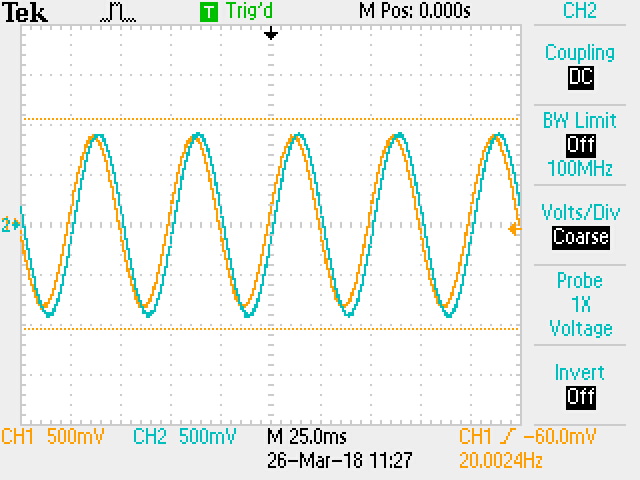 Tek T Trig'd M Pos: 0.000s CH2
Coupling
DC
BW Limit
Off
100MHz
Volts/Div
Coarse
2
Probe
1X
Voltage
Invert
Off
CH1 500mV CH2 500mV M 25.0ms CH1 -60.0mV
26-Mar-18 11:27 20.0024Hz